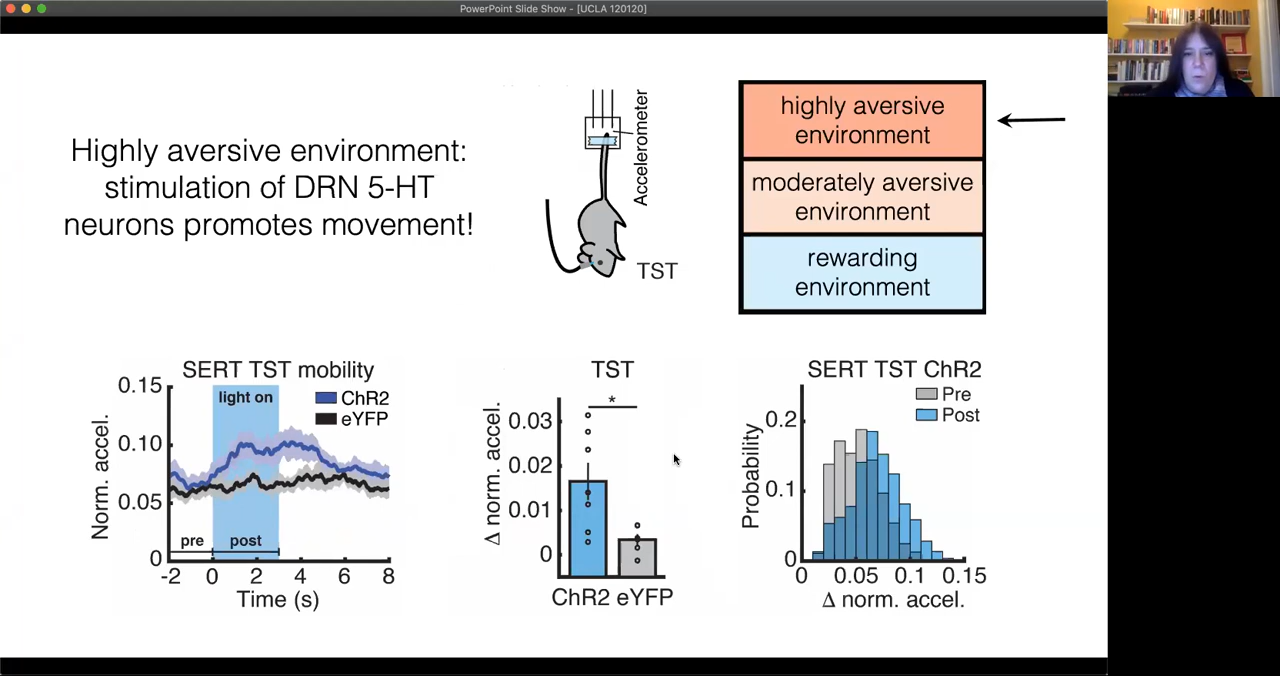 PowerPoint Slide Show - [UCLA 120120]
Highly aversive environment:
stimulation of DRN 5-HT
neurons promotes movement!
Accelerometer
TST
highly aversive
environment
moderately aversive
environment
rewarding
environment
SERT TST mobility
Norm. accel.
0.15
0.10
0.05
0
light on
ChR2
eYFP
pre
post
-2 0 2 4 6 8
Time (s)
TST
Δ norm. accel.
0.03
0.02
0.01
0
*
ChR2 eYFP
SERT TST ChR2
Probability
0.2
0.1
0
Pre
Post
0 0.05 0.1 0.15
Δ norm. accel.